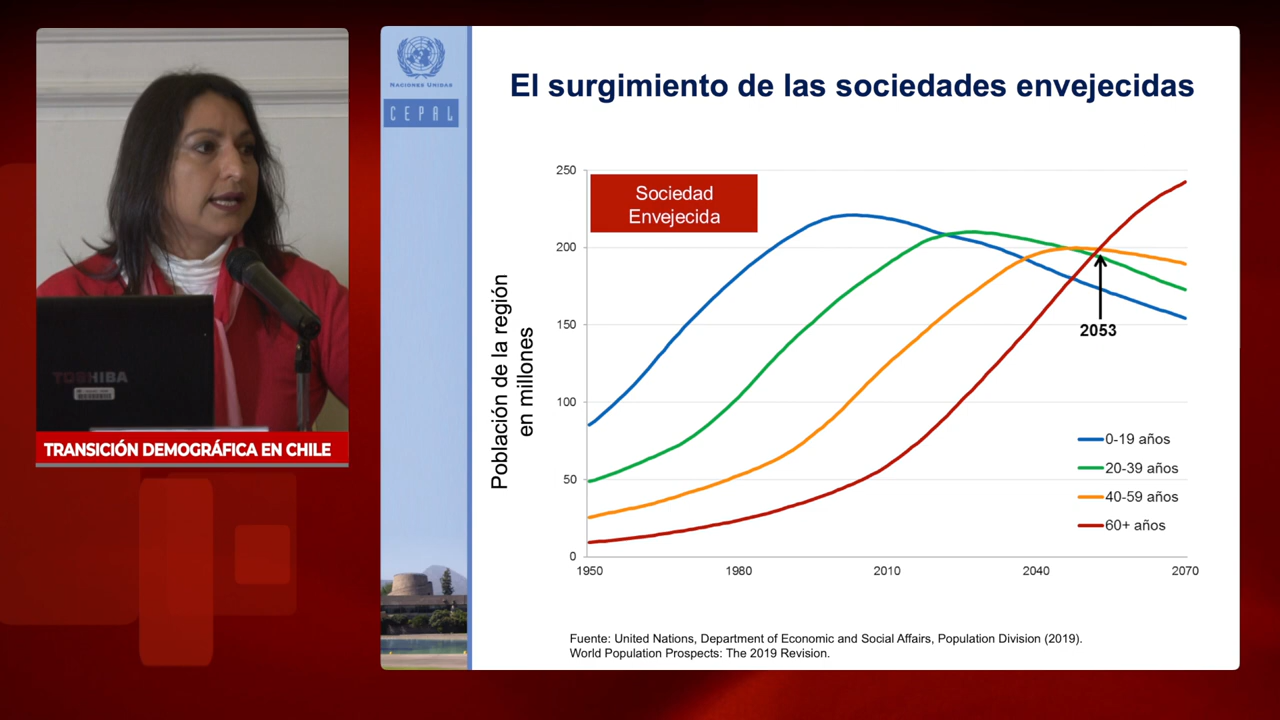 TOSHIBA
TRANSICIÓN DEMOGRÁFICA EN CHILE
NACIONES UNIDAS
CEPAL
El surgimiento de las sociedades envejecidas
Sociedad
Envejecida
Población de la región
en millones
250
200
150
100
50
0
1950
1980
2010
2040
2070
2053
0-19 años
20-39 años
40-59 años
60+ años
Fuente: United Nations, Department of Economic and Social Affairs, Population Division (2019).
World Population Prospects: The 2019 Revision.